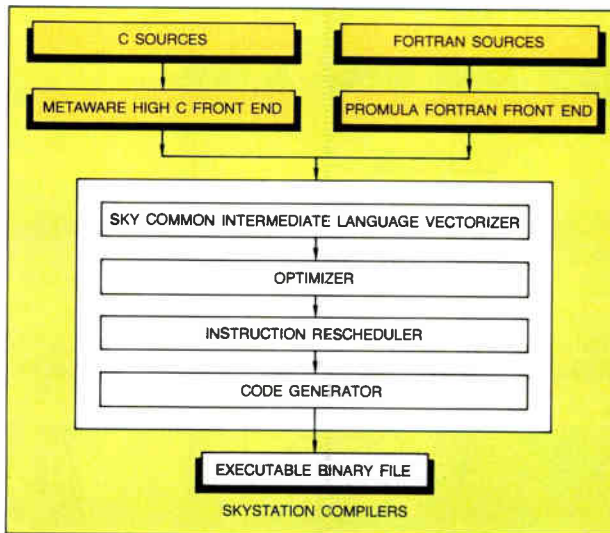 C SOURCES
FORTRAN SOURCES
METAWARE HIGH C FRONT END
PROMULA FORTRAN FRONT END
SKY COMMON INTERMEDIATE LANGUAGE VECTORIZER
OPTIMIZER
INSTRUCTION RESCHEDULER
CODE GENERATOR
EXECUTABLE BINARY FILE
SKYSTATION COMPILERS